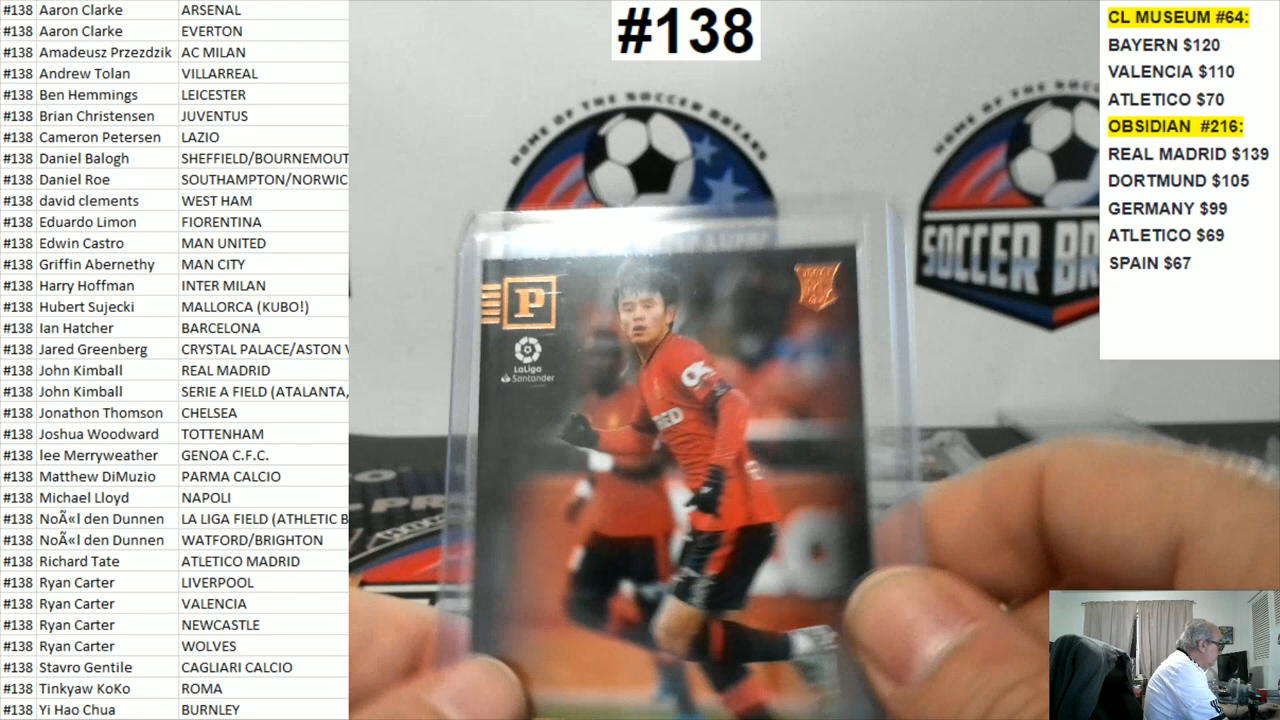 #138 Aaron Clarke ARSENAL
#138 Aaron Clarke EVERTON
#138 Amadeusz Przedzik AC MILAN
#138 Andrew Tolan VILLARREAL
#138 Ben Hemmings LEICESTER
#138 Brian Christensen JUVENTUS
#138 Cameron Petersen LAZIO
#138 Daniel Balogh SHEFFIELD/BOURNEMOUT
#138 Daniel Roe SOUTHAMPTON/NORWIC
#138 david clements WEST HAM
#138 Eduardo Limon FIORENTINA
#138 Edwin Castro MAN UNITED
#138 Griffin Abernethy MAN CITY
#138 Harry Hoffman INTER MILAN
#138 Hubert Sujecki MALLORCA (KUBO!)
#138 Ian Hatcher BARCELONA
#138 Jared Greenberg CRYSTAL PALACE/ASTON V
#138 John Kimball REAL MADRID
#138 John Kimball SERIE A FIELD (ATALANTA,
#138 Jonathon Thomson CHELSEA
#138 Joshua Woodward TOTTENHAM
#138 lee Merryweather GENOA C.F.C.
#138 Matthew DiMuzio PARMA CALCIO
#138 Michael Lloyd NAPOLI
#138 NoÃ«l den Dunnen LA LIGA FIELD (ATHLETIC B
#138 NoÃ«l den Dunnen WATFORD/BRIGHTON
#138 Richard Tate ATLETICO MADRID
#138 Ryan Carter LIVERPOOL
#138 Ryan Carter VALENCIA
#138 Ryan Carter NEWCASTLE
#138 Ryan Carter WOLVES
#138 Stavro Gentile CAGLIARI CALCIO
#138 Tinkyaw KoKo ROMA
#138 Yi Hao Chua BURNLEY
#138
HOME OF THE SOCCER BREAKS
HOME OF THE
SOCCER BR
P
LaLiga
Santander
CL MUSEUM #64:
BAYERN $120
VALENCIA $110
ATLETICO $70
OBSIDIAN #216:
REAL MADRID $139
DORTMUND $105
GERMANY $99
ATLETICO $69
SPAIN $67